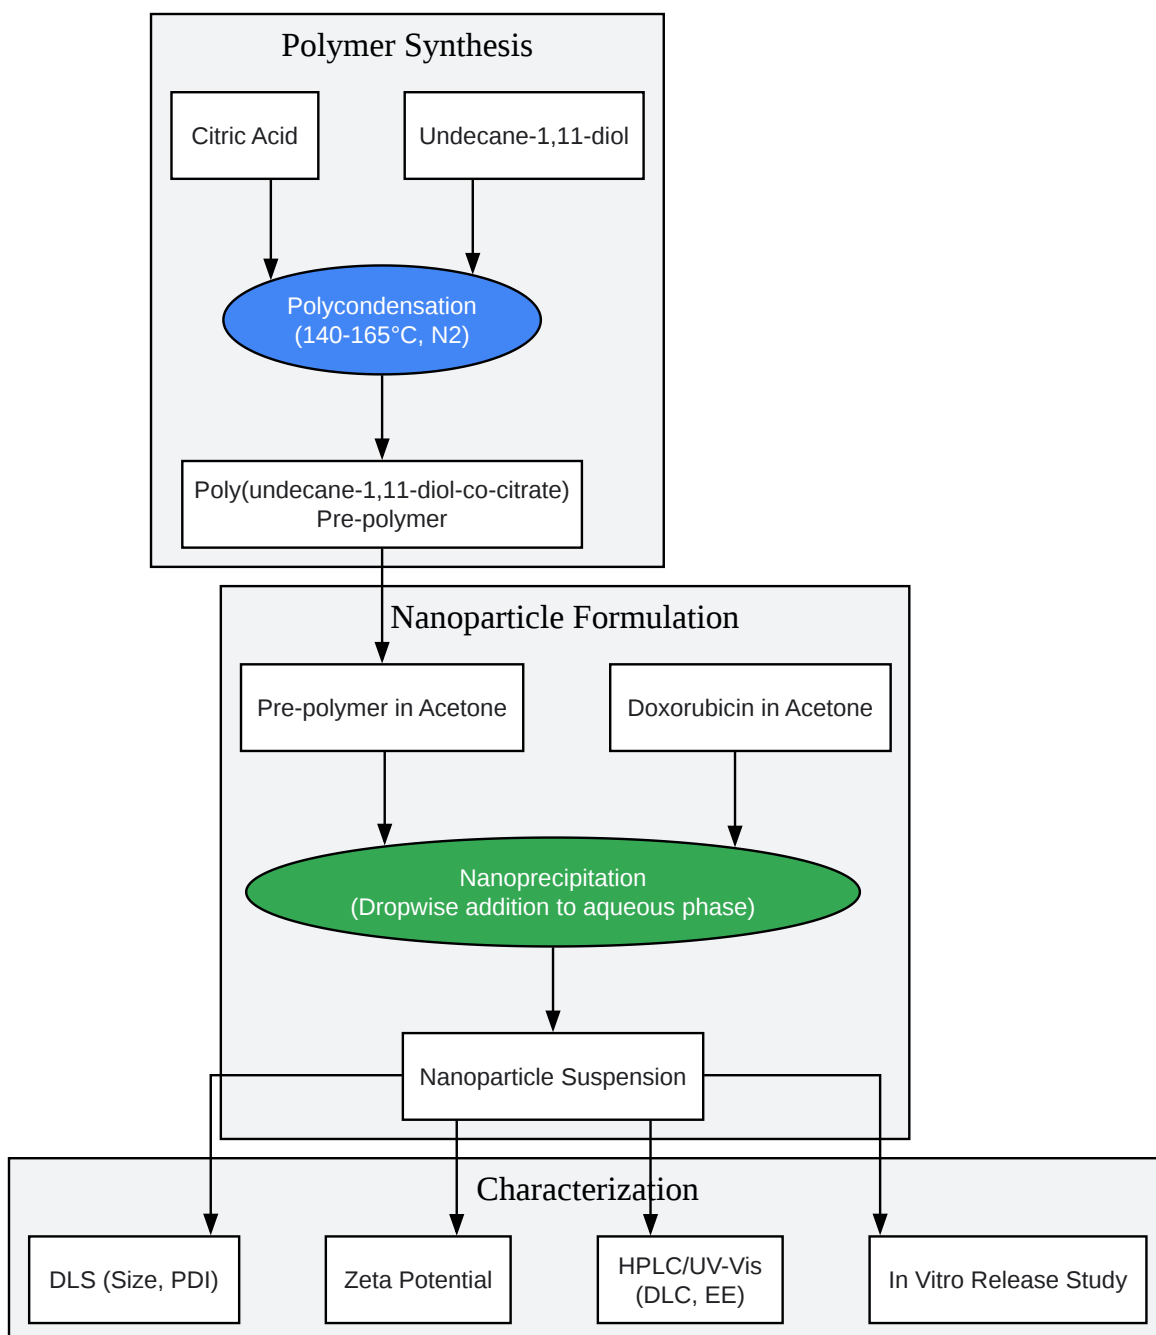 Polymer Synthesis
Citric Acid
Undecane-1,11-diol
Polycondensation
(140-165°C, N2)
Poly(undecane-1,11-diol-co-citrate)
Pre-polymer
Nanoparticle Formulation
Pre-polymer in Acetone
Doxorubicin in Acetone
Nanoprecipitation
(Dropwise addition to aqueous phase)
Nanoparticle Suspension
Characterization
DLS (Size, PDI)
Zeta Potential
HPLC/UV-Vis
(DLC, EE)
In Vitro Release Study